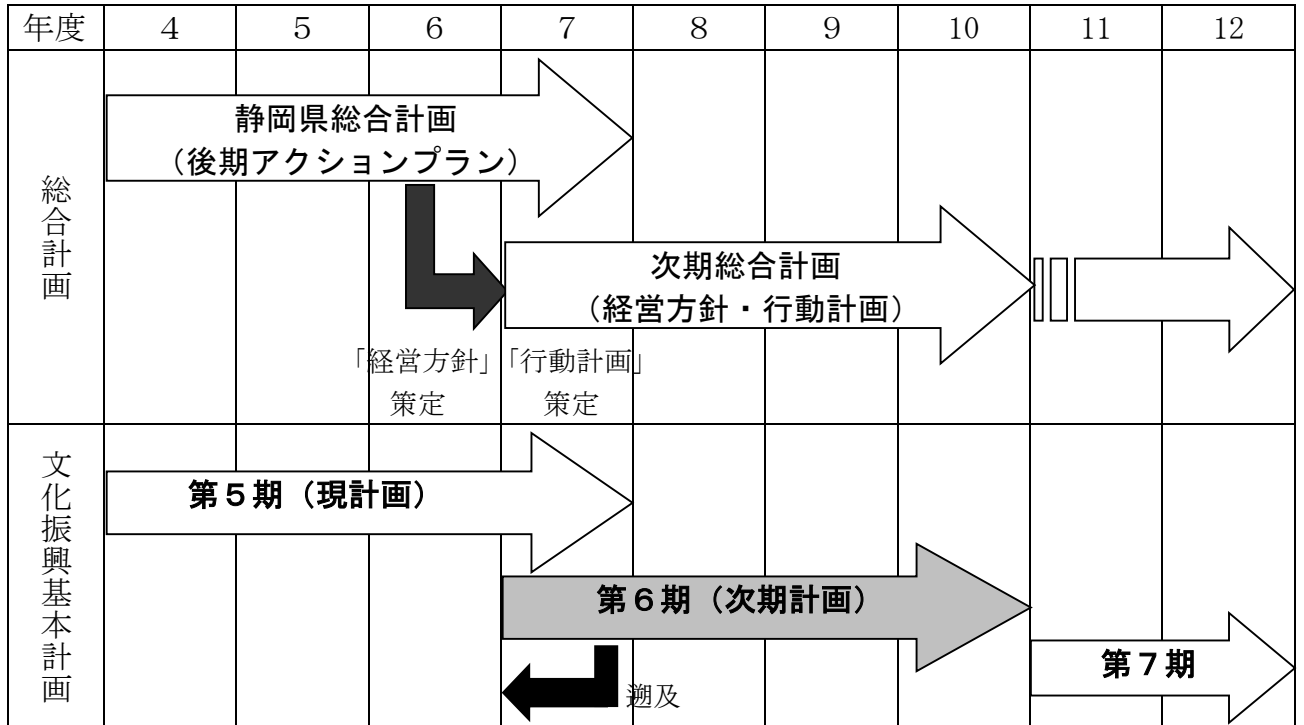 年度 4 5 6 7 8 9 10 11 12
総合計画
静岡県総合計画
（後期アクションプラン）
次期総合計画
（経営方針・行動計画）
「経営方針」「行動計画」
策定 策定
文化振興基本計画
第５期（現計画）
第６期（次期計画）
遡及
第７期